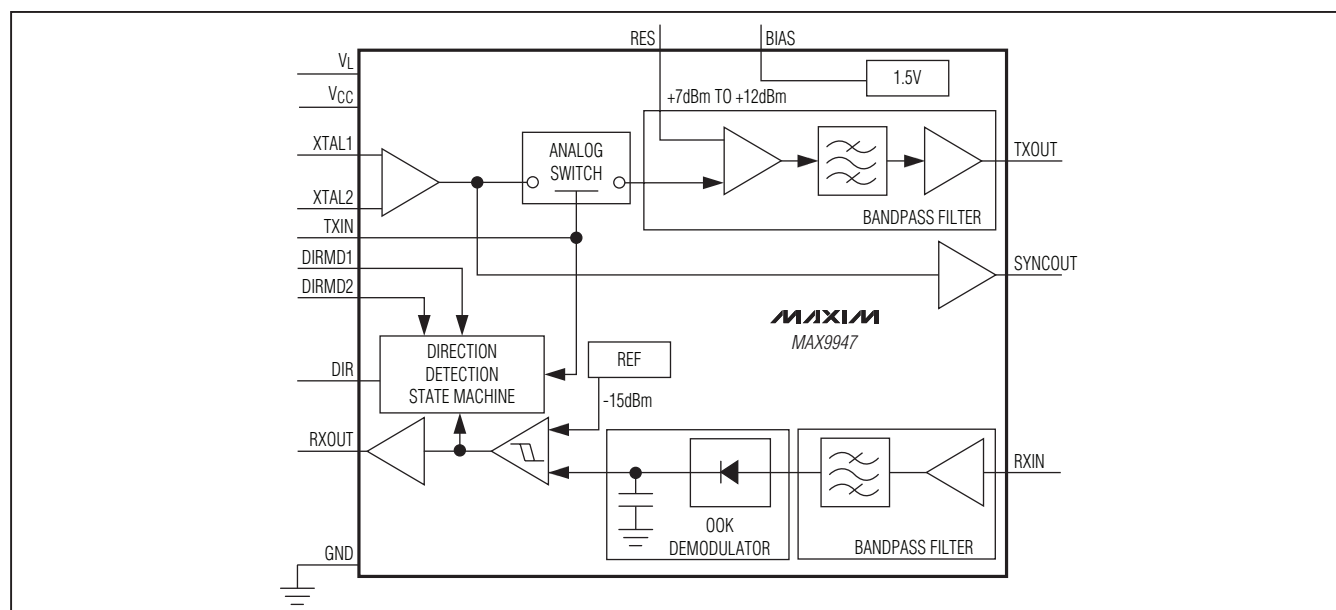 RES
BIAS
VL
1.5V
VCC
+7dBm TO +12dBm
XTAL1
ANALOG
SWITCH
TXOUT
XTAL2
BANDPASS FILTER
TXIN
DIRMD1
SYNCOUT
DIRMD2
MAXIM
MAX9947
DIRECTION
DETECTION
STATE MACHINE
REF
DIR
-15dBm
RXOUT
RXIN
OOK
DEMODULATOR
BANDPASS FILTER
GND